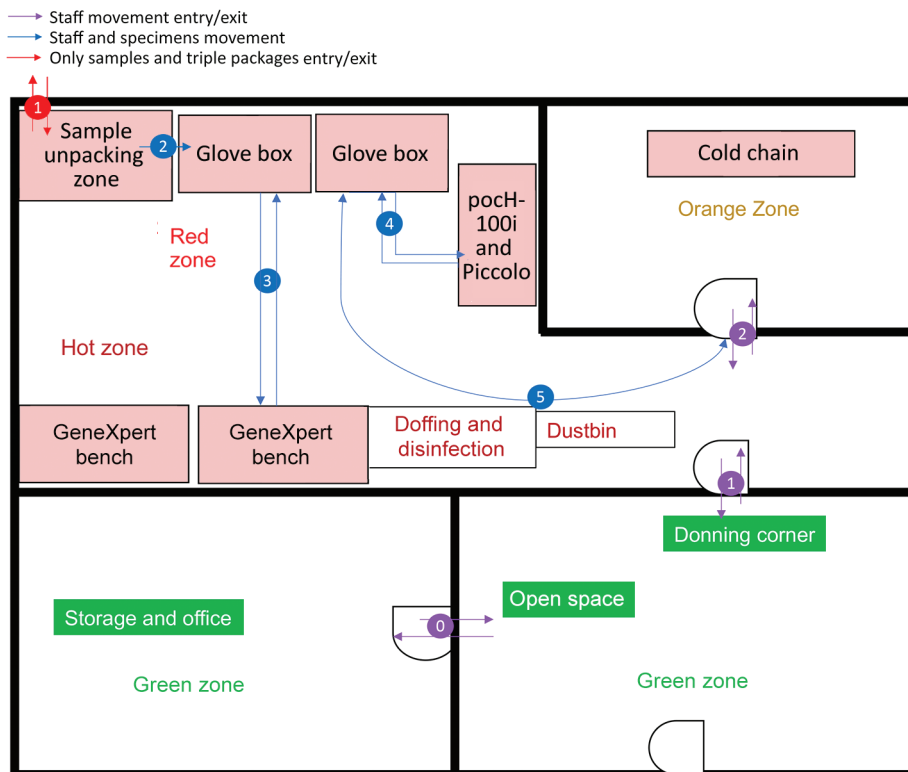 Staff movement entry/exit
Staff and specimens movement
Only samples and triple packages entry/exit
1
Sample
unpacking
zone
2
Glove box
Glove box
Cold chain
pocH-
100i
and
Piccolo
Orange Zone
4
Red
zone
3
2
Hot zone
5
GeneXpert
bench
GeneXpert
bench
Doffing and
disinfection
Dustbin
1
Donning corner
Storage and office
0
Open space
Green zone
Green zone